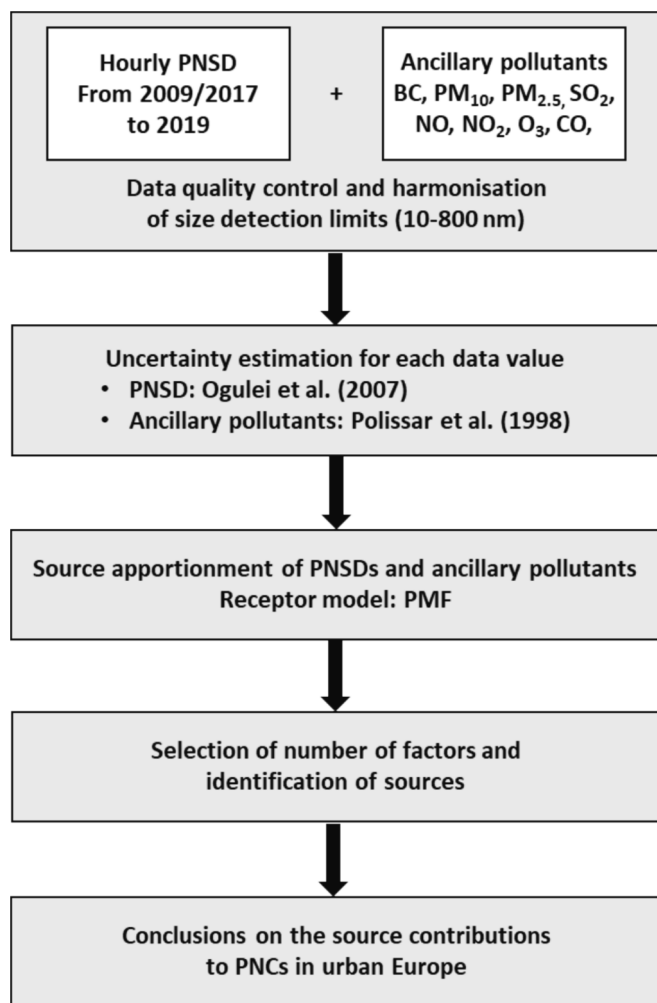 Hourly PNSD
From 2009/2017
to 2019
+
Ancillary pollutants
BC, PM₁₀, PM₂.₅, SO₂,
NO, NO₂, O₃, CO,
Data quality control and harmonisation
of size detection limits (10-800 nm)
Uncertainty estimation for each data value
• PNSD: Ogulei et al. (2007)
• Ancillary pollutants: Polissar et al. (1998)
Source apportionment of PNSDs and ancillary pollutants
Receptor model: PMF
Selection of number of factors and
identification of sources
Conclusions on the source contributions
to PNCs in urban Europe